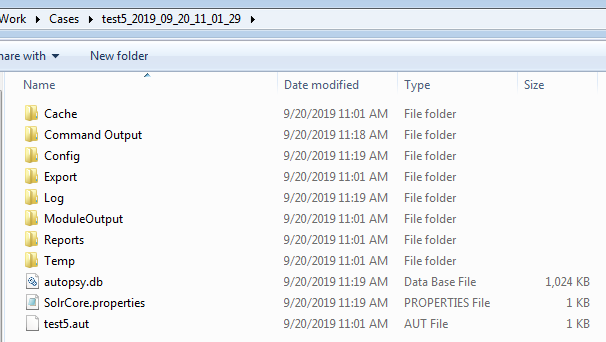 Work Cases test5_2019_09_20_11_01_29
hare with New folder
Name Date modified Type Size
Cache 9/20/2019 11:01 AM File folder
Command Output 9/20/2019 11:18 AM File folder
Config 9/20/2019 11:19 AM File folder
Export 9/20/2019 11:01 AM File folder
Log 9/20/2019 11:19 AM File folder
ModuleOutput 9/20/2019 11:01 AM File folder
Reports 9/20/2019 11:01 AM File folder
Temp 9/20/2019 11:01 AM File folder
autopsy.db 9/20/2019 11:19 AM Data Base File 1,024 KB
SolrCore.properties 9/20/2019 11:19 AM PROPERTIES File 1 KB
test5.aut 9/20/2019 11:01 AM AUT File 1 KB